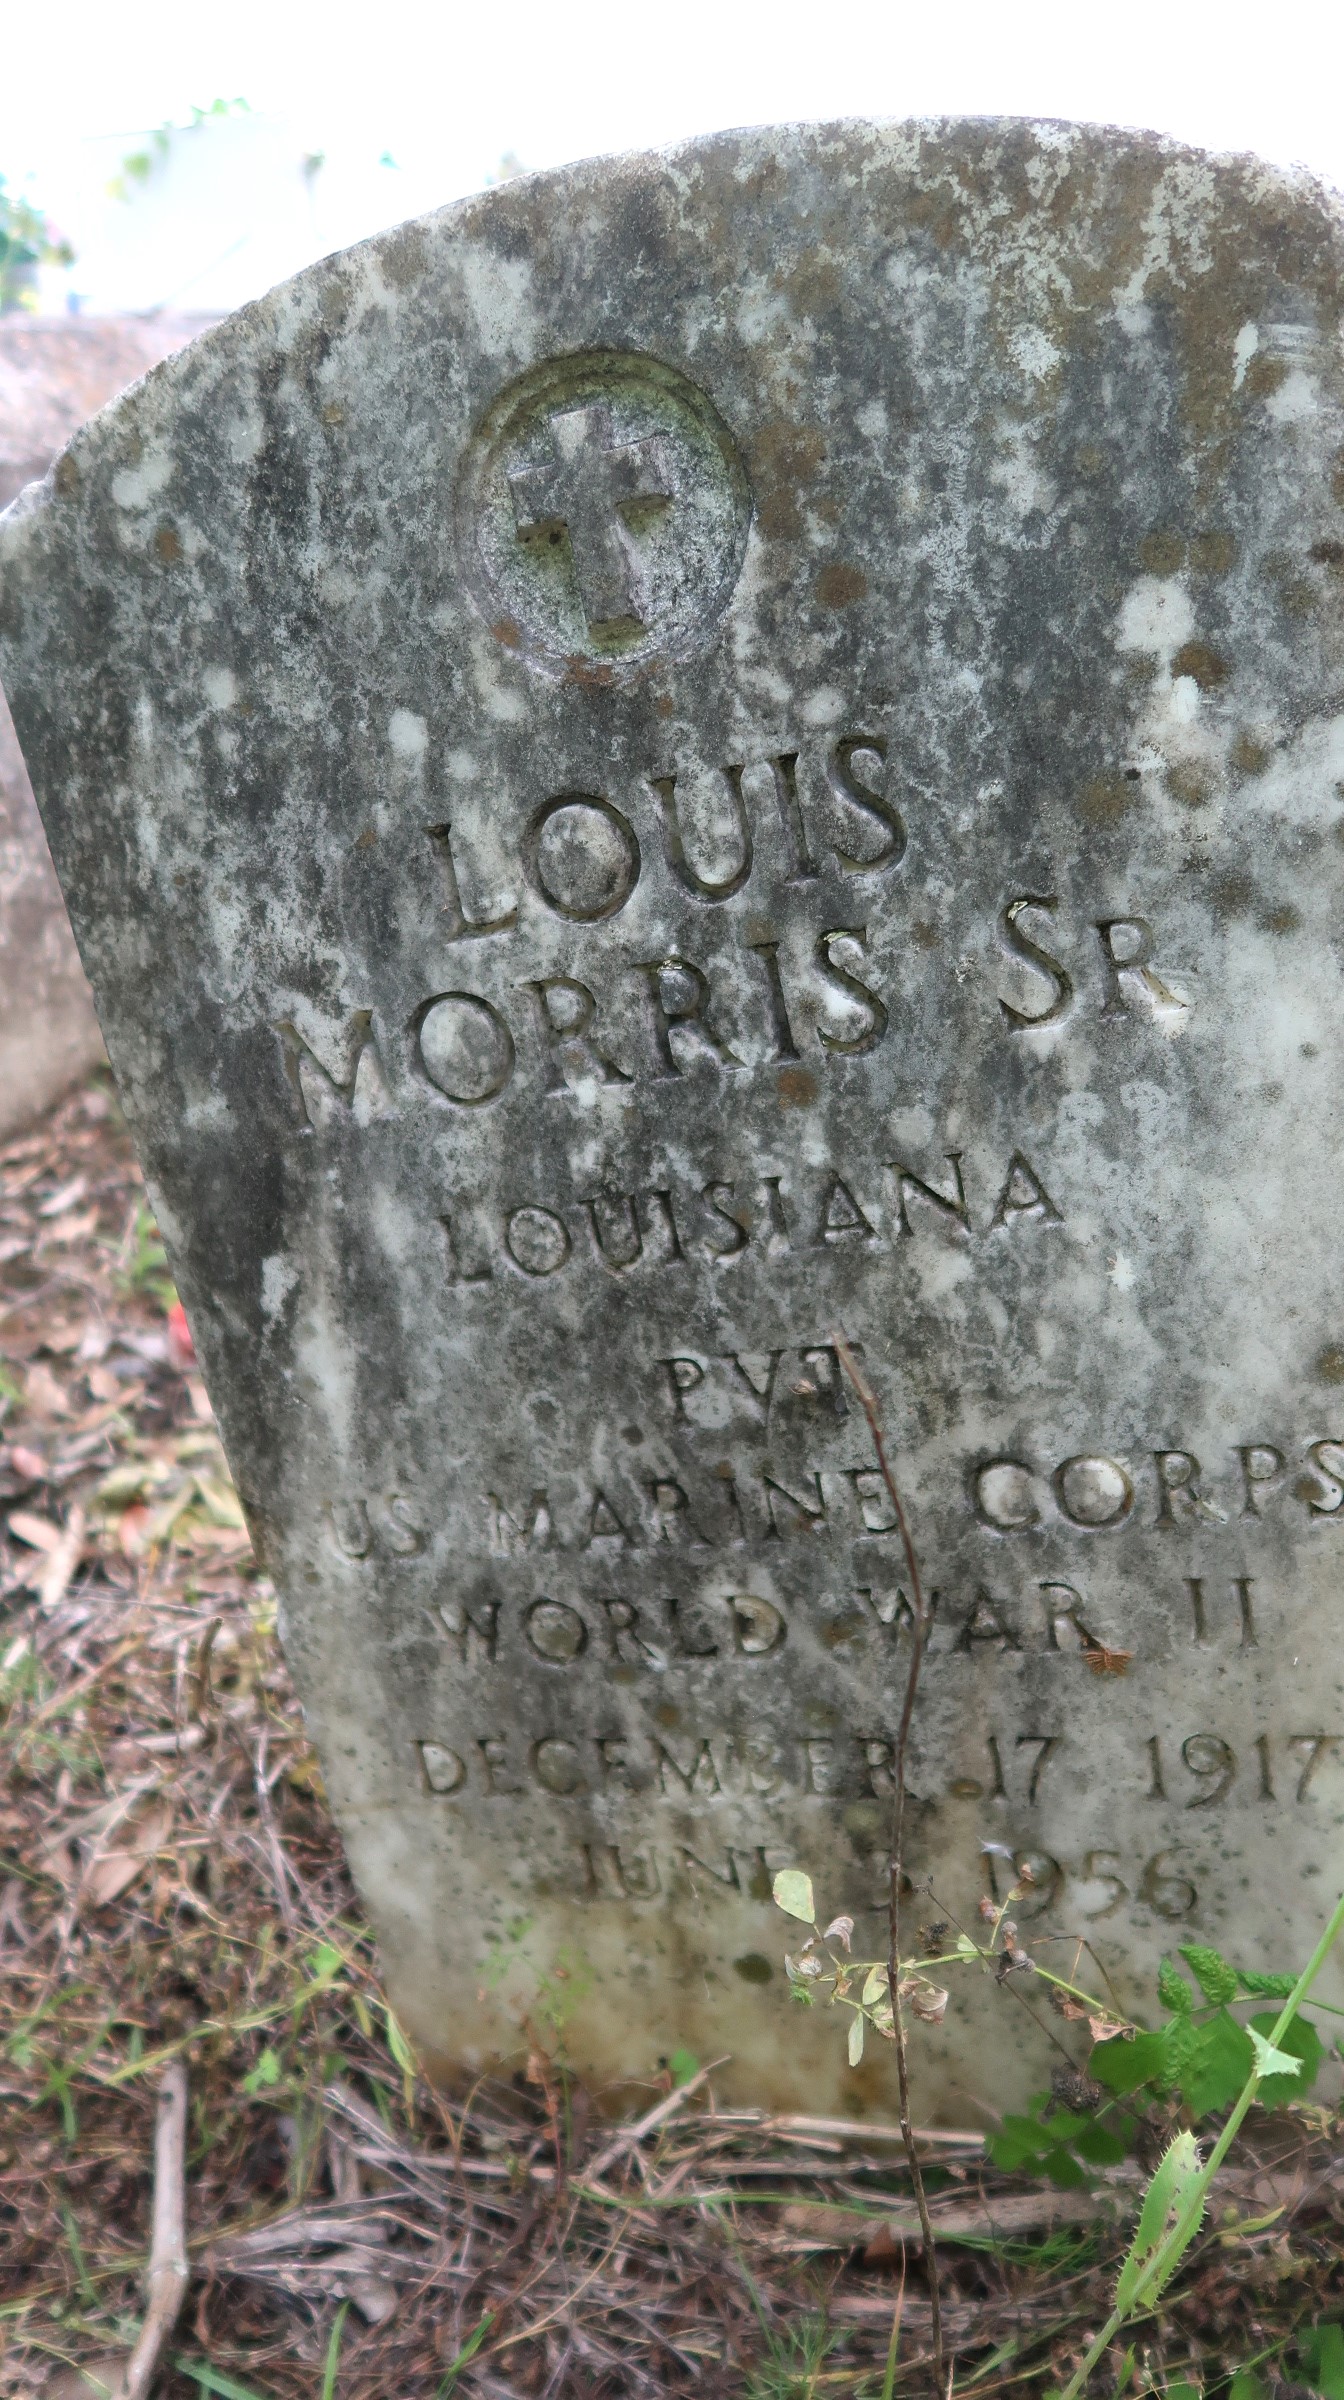 LOUIS
MORRIS SR
LOUISIANA
PVT
US MARINE CORPS
WORLD WAR II
DECEMBER 17 1917
JUNE 1956